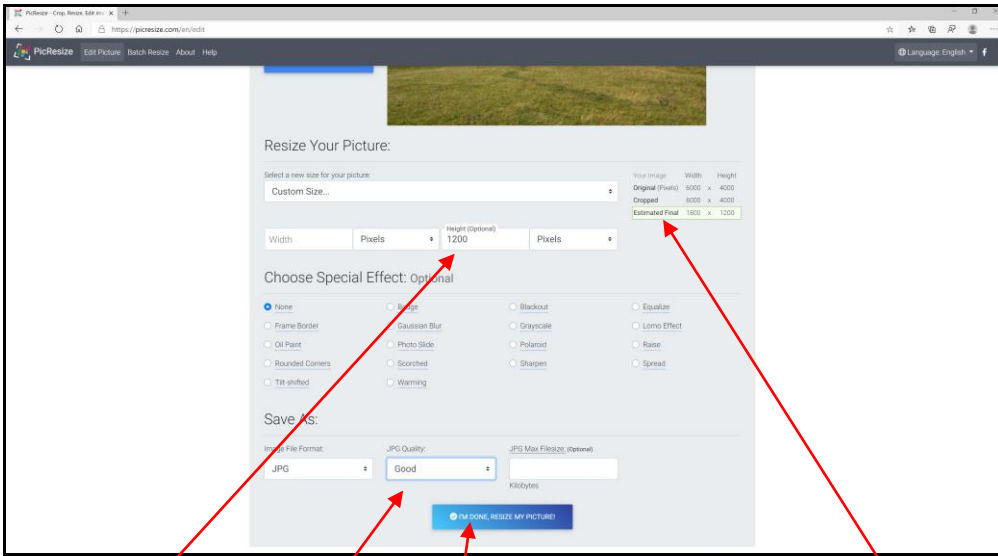 PicResize - Crop, Resize, Edit im
https://picresize.com/en/edit
PicResize Edit Picture Batch Resize About Help Language: English
Resize Your Picture:
Select a new size for your picture:
Custom Size...
Your Image Width Height
Original (Pixels) 6000 x 4000
Cropped 6000 x 4000
Estimated Final 1800 x 1200
Height (Optional)
Width Pixels 1200 Pixels
Choose Special Effect: Optional
None Badge Blackout Equalize
Frame Border Gaussian Blur Grayscale Lomo Effect
Oil Paint Photo Slide Polaroid Raise
Rounded Corners Scorched Sharpen Spread
Tilt-shifted Warming
Save As:
Image File Format: JPG Quality: JPG Max Filesize: (Optional)
JPG Good
Kilobytes
I'M DONE, RESIZE MY PICTURE!